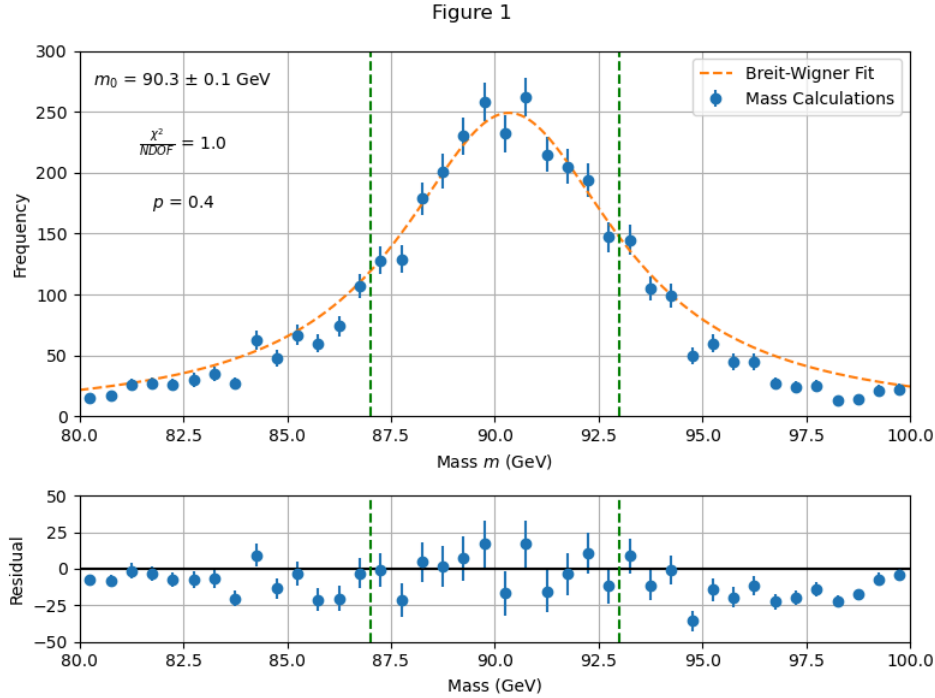 Figure 1
300
250
200
150
100
50
0
Frequency
m₀ = 90.3 ± 0.1 GeV
χ²/NDOF = 1.0
p = 0.4
Breit-Wigner Fit
Mass Calculations
80.0 82.5 85.0 87.5 90.0 92.5 95.0 97.5 100.0
Mass m (GeV)
50
25
0
−25
−50
Residual
80.0 82.5 85.0 87.5 90.0 92.5 95.0 97.5 100.0
Mass (GeV)